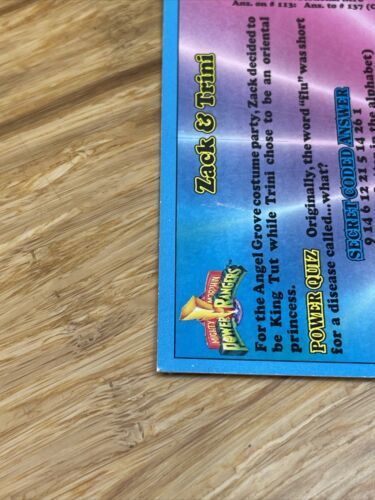 Zack & Trini
MIGHTY MORPHIN
POWER RANGERS
TM
For the Angel Grove costume party, Zack decided to
be King Tut while Trini chose to be an oriental
princess.
POWER QUIZ Originally, the word "flu" was short
for a disease called...what?
SECRET CODED ANSWER
9 14 6 12 21 5 14 26 1
in the alphabet)
Ans. on # 113: Ans. to # 137 (C